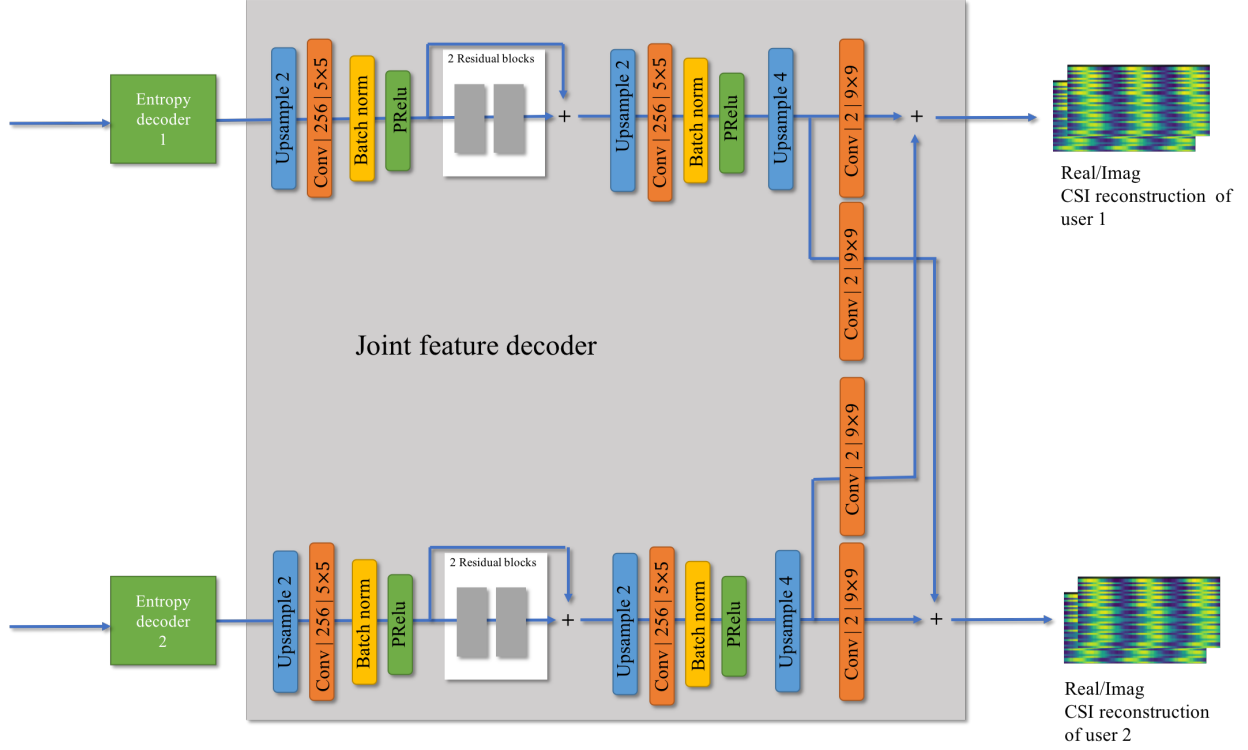 Entropy
decoder
1
Upsample 2
Conv | 256 | 5×5
Batch norm
PRelu
2 Residual blocks
+
Upsample 2
Conv | 256 | 5×5
Batch norm
PRelu
Upsample 4
Conv | 2 | 9×9
+
Real/Imag
CSI reconstruction of
user 1
Conv | 2 | 9×9
Joint feature decoder
Conv | 2 | 9×9
Entropy
decoder
2
Upsample 2
Conv | 256 | 5×5
Batch norm
PRelu
2 Residual blocks
+
Upsample 2
Conv | 256 | 5×5
Batch norm
PRelu
Upsample 4
Conv | 2 | 9×9
+
Real/Imag
CSI reconstruction
of user 2